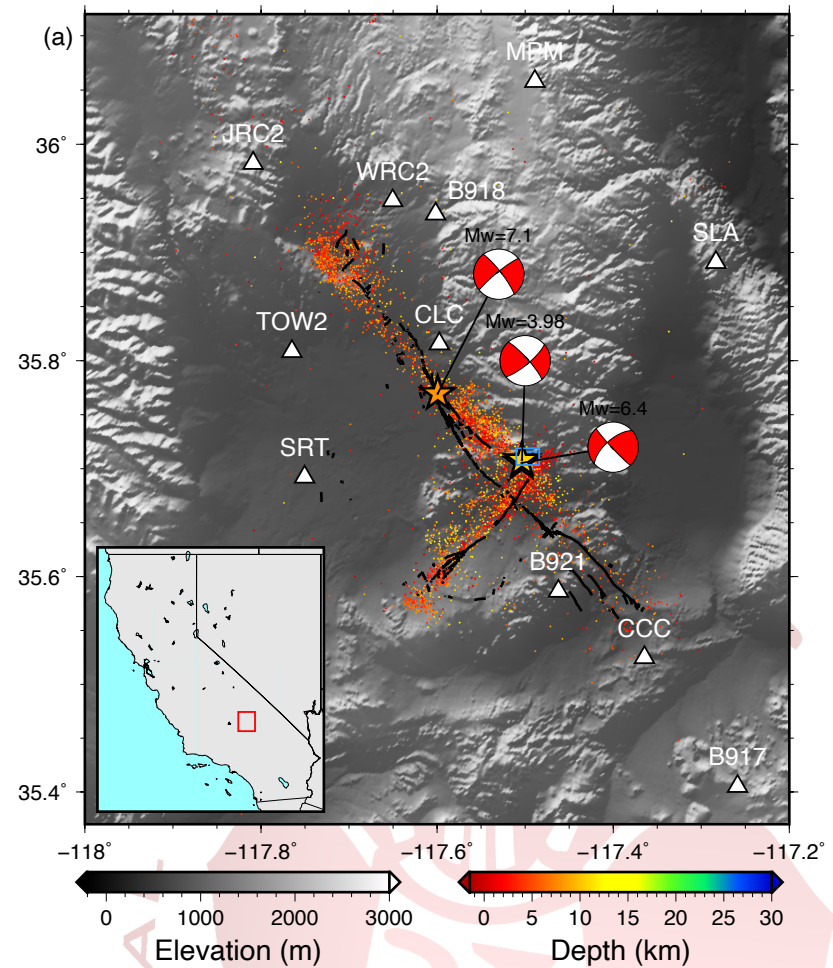 (a)
MPM
JRC2
36°
WRC2
B918
Mw=7.1
SLA
CLC
Mw=3.98
TOW2
35.8°
Mw=6.4
SRT
35.6°
B921
CCC
B917
35.4°
−118°
−117.8°
−117.6°
−117.4°
−117.2°
0 1000 2000 3000
0 5 10 15 20 25 30
Elevation (m)
Depth (km)